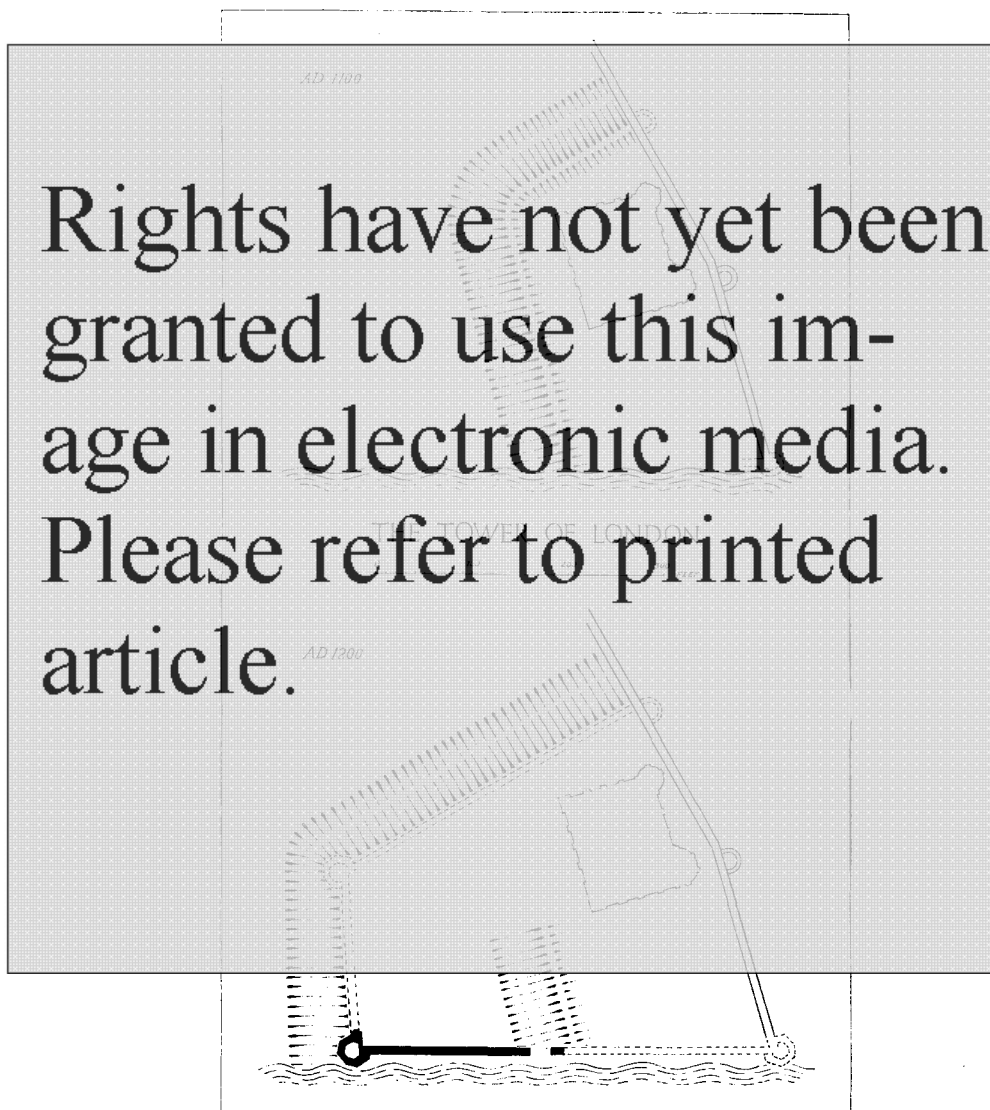 AD 1100
Rights have not yet been
granted to use this im-
age in electronic media.
THE TOWER OF LONDON
Please refer to printed
article.
AD 1200